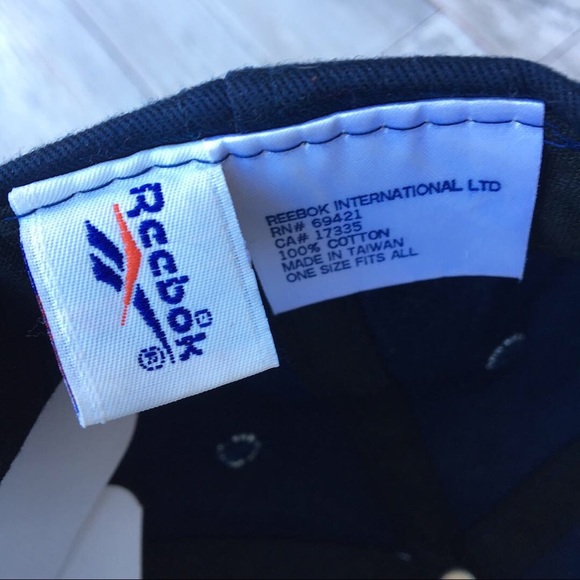 Reebok®
®
REEBOK INTERNATIONAL LTD
RN# 69421
CA# 17335
100% COTTON
MADE IN TAIWAN
ONE SIZE FITS ALL